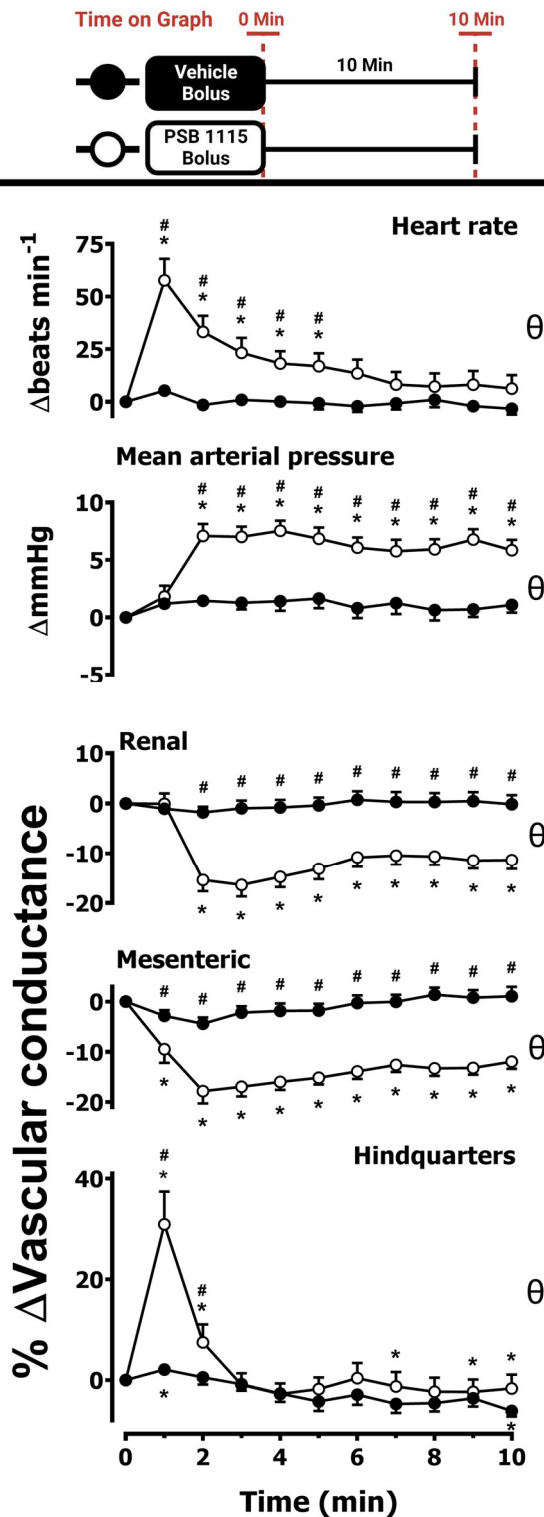 Time on Graph 0 Min 10 Min
Vehicle
Bolus
10 Min
PSB 1115
Bolus
Heart rate
Δbeats min⁻¹
75
50
25
0
# # # # #
* * * * *
θ
Mean arterial pressure
ΔmmHg
10
5
0
-5
# # # # # # # # #
* * * * * * * * *
θ
% ΔVascular conductance
Renal
10
0
-10
-20
# # # # # # # # #
* * * * * * * * *
θ
Mesenteric
0
-10
-20
# # # # # # # # # #
* * * * * * * * * *
θ
Hindquarters
40
20
0
# #
* *
* * *
* *
θ
0 2 4 6 8 10
Time (min)